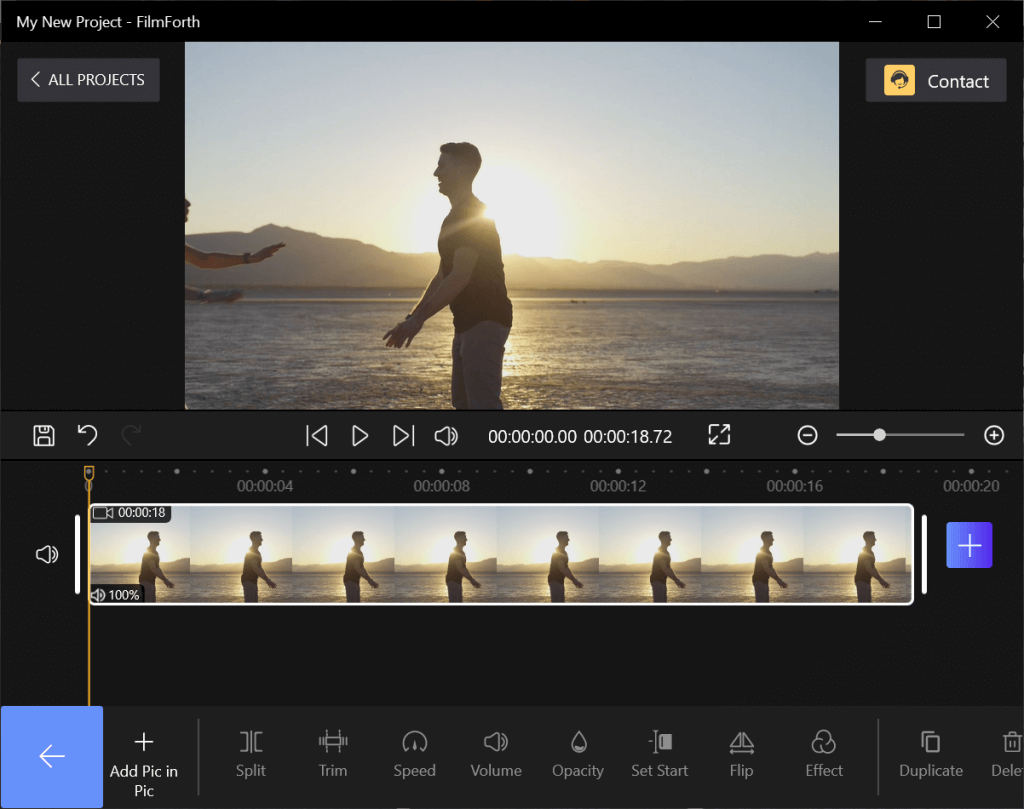 My New Project - FilmForth
ALL PROJECTS
Contact
00:00:00.00 00:00:18.72
0
00:00:04
00:00:08
00:00:12
00:00:16
00:00:20
00:00:18
100%
Add Pic in
Pic
Split
Trim
Speed
Volume
Opacity
Set Start
Flip
Effect
Duplicate
Dele